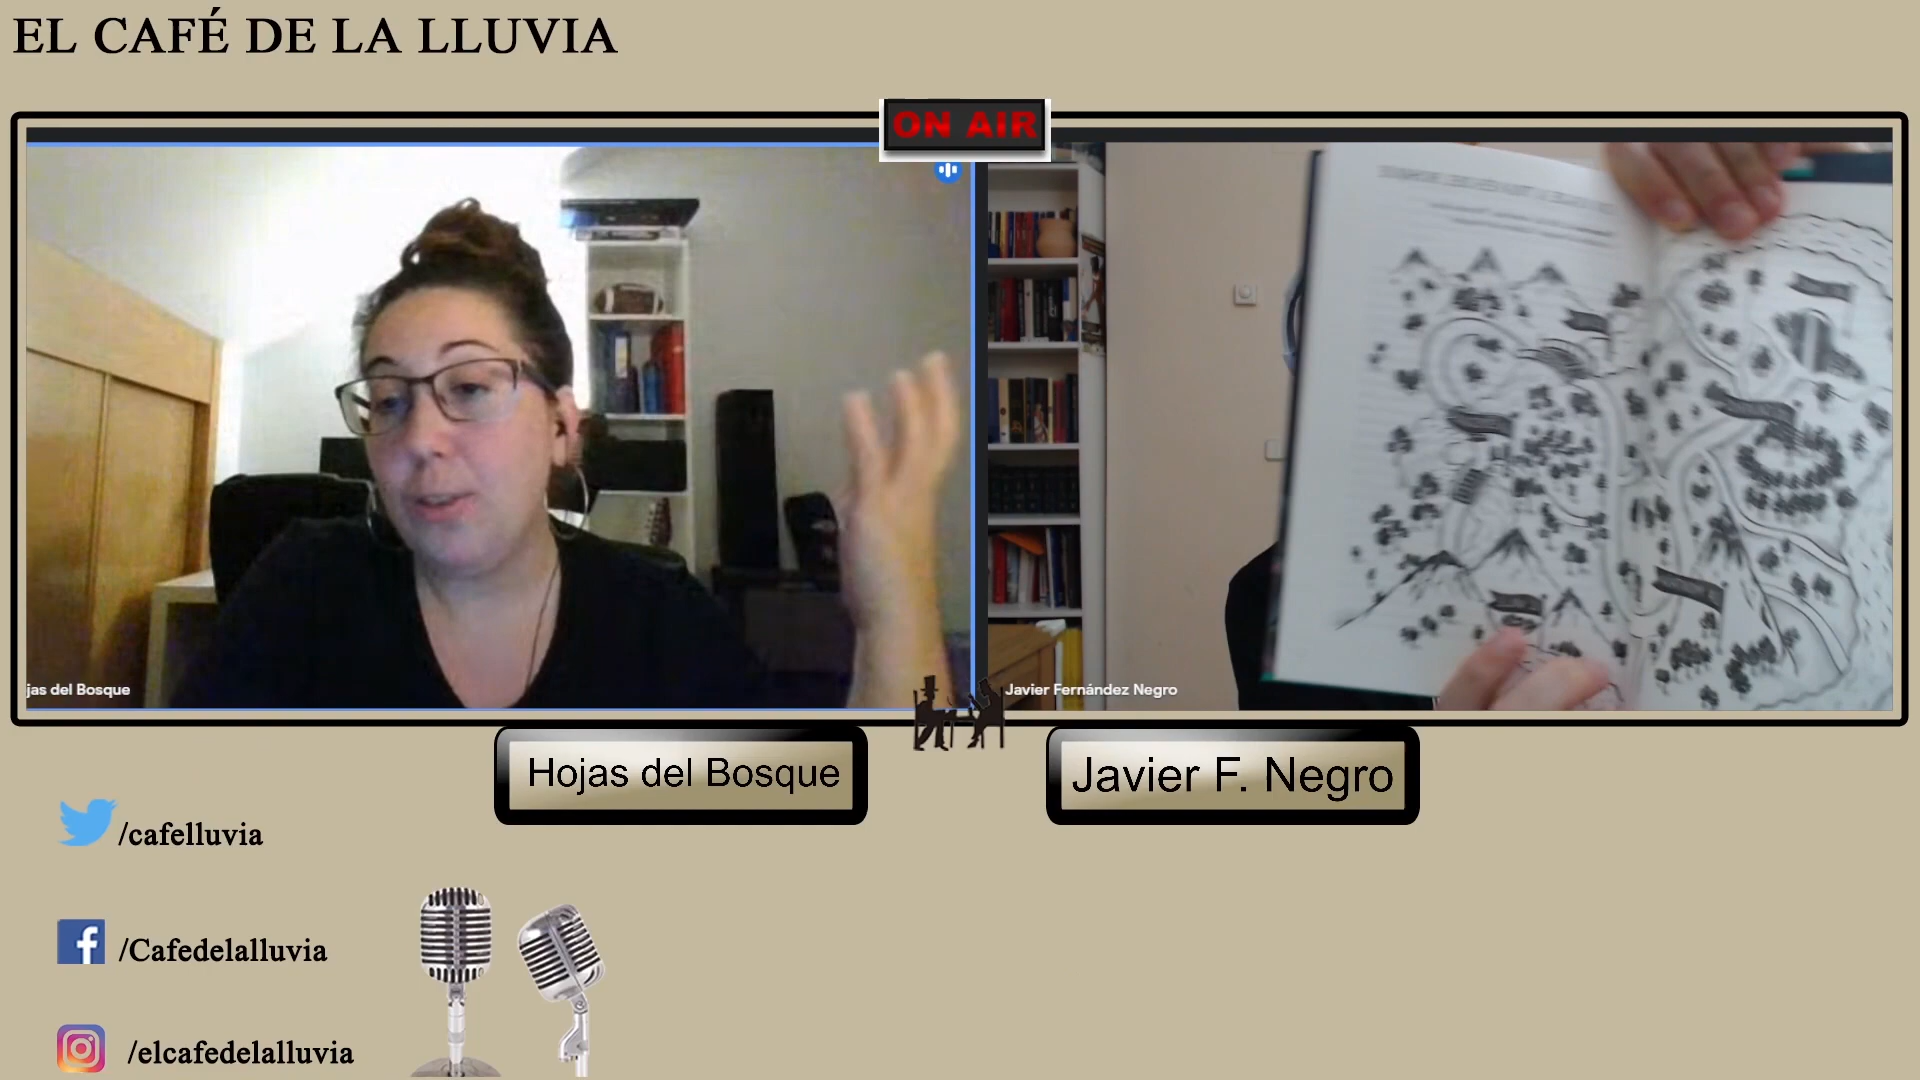 EL CAFÉ DE LA LLUVIA
ON AIR
jas del Bosque
Javier Fernández Negro
Hojas del Bosque
Javier F. Negro
/cafelluvia
/Cafedelalluvia
/elcafedelalluvia